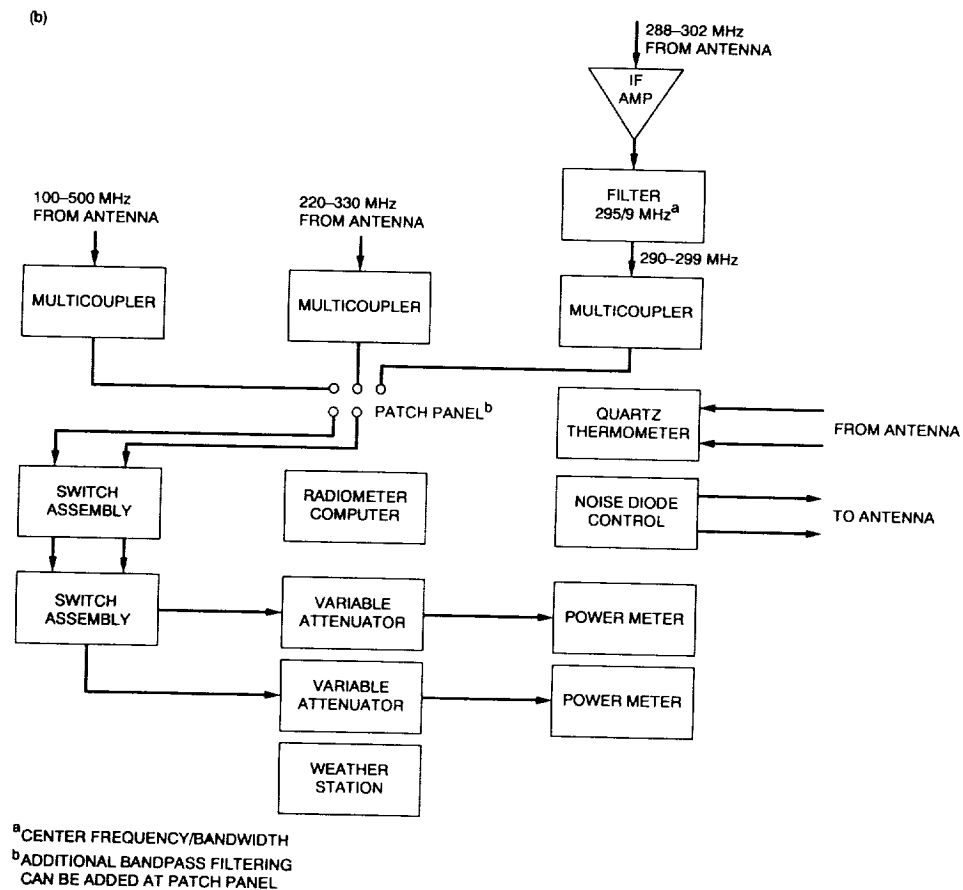 (b)
288–302 MHz
FROM ANTENNA
IF
AMP
FILTER
295/9 MHzᵃ
290–299 MHz
100–500 MHz
FROM ANTENNA
220–330 MHz
FROM ANTENNA
MULTICOUPLER
MULTICOUPLER
MULTICOUPLER
PATCH PANELᵇ
QUARTZ
THERMOMETER
FROM ANTENNA
SWITCH
ASSEMBLY
RADIOMETER
COMPUTER
NOISE DIODE
CONTROL
TO ANTENNA
SWITCH
ASSEMBLY
VARIABLE
ATTENUATOR
POWER METER
VARIABLE
ATTENUATOR
POWER METER
WEATHER
STATION
ᵃCENTER FREQUENCY/BANDWIDTH
ᵇADDITIONAL BANDPASS FILTERING
CAN BE ADDED AT PATCH PANEL